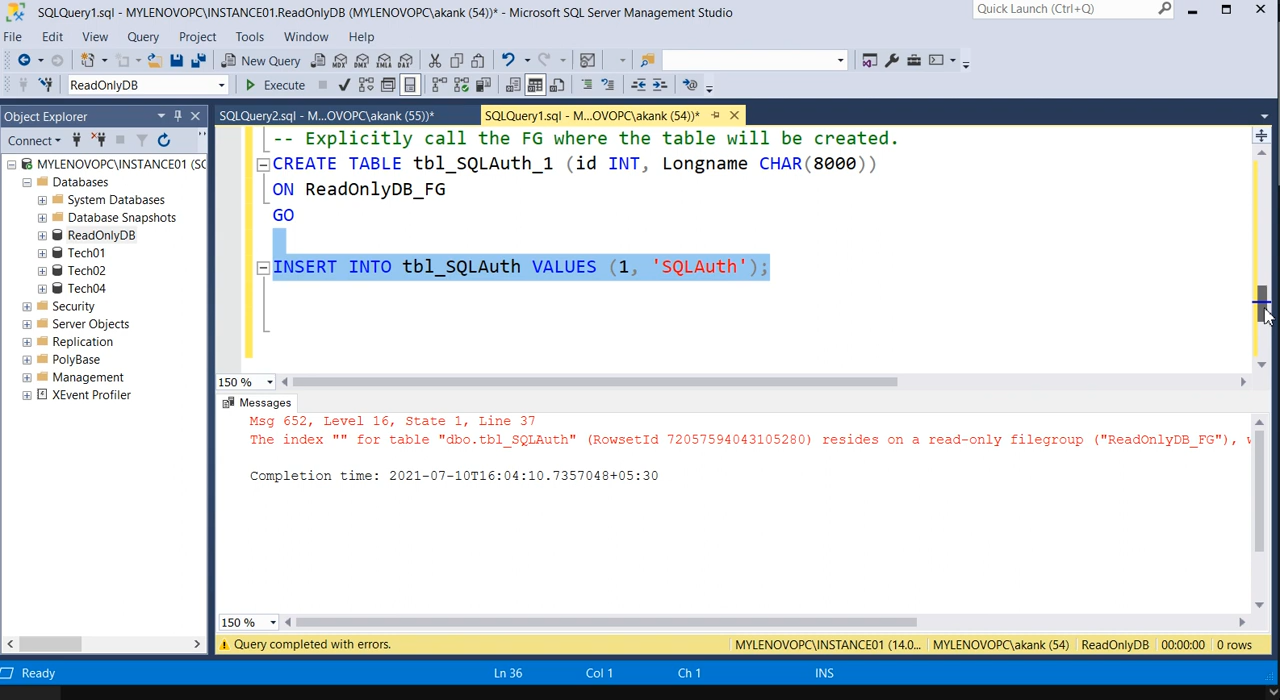 SQLQuery1.sql - MYLENOVOPC\INSTANCE01.ReadOnlyDB (MYLENOVOPC\akank (54))* - Microsoft SQL Server Management Studio
Quick Launch (Ctrl+Q)
File Edit View Query Project Tools Window Help
New Query
MDX DMX XMLA DAX
ReadOnlyDB
Execute
Object Explorer
SQLQuery2.sql - M...OVOPC\akank (55))*
SQLQuery1.sql - M...OVOPC\akank (54))*
Connect
MYLENOVOPC\INSTANCE01 (SC
Databases
System Databases
Database Snapshots
ReadOnlyDB
Tech01
Tech02
Tech04
Security
Server Objects
Replication
PolyBase
Management
XEvent Profiler
-- Explicitly call the FG where the table will be created.
CREATE TABLE tbl_SQLAuth_1 (id INT, Longname CHAR(8000))
ON ReadOnlyDB_FG
GO
INSERT INTO tbl_SQLAuth VALUES (1, 'SQLAuth');
150 %
Messages
Msg 652, Level 16, State 1, Line 37
The index "" for table "dbo.tbl_SQLAuth" (RowsetId 72057594043105280) resides on a read-only filegroup ("ReadOnlyDB_FG"),
Completion time: 2021-07-10T16:04:10.7357048+05:30
150 %
Query completed with errors.
MYLENOVOPC\INSTANCE01 (14.0... MYLENOVOPC\akank (54) ReadOnlyDB 00:00:00 0 rows
Ready Ln 36 Col 1 Ch 1 INS